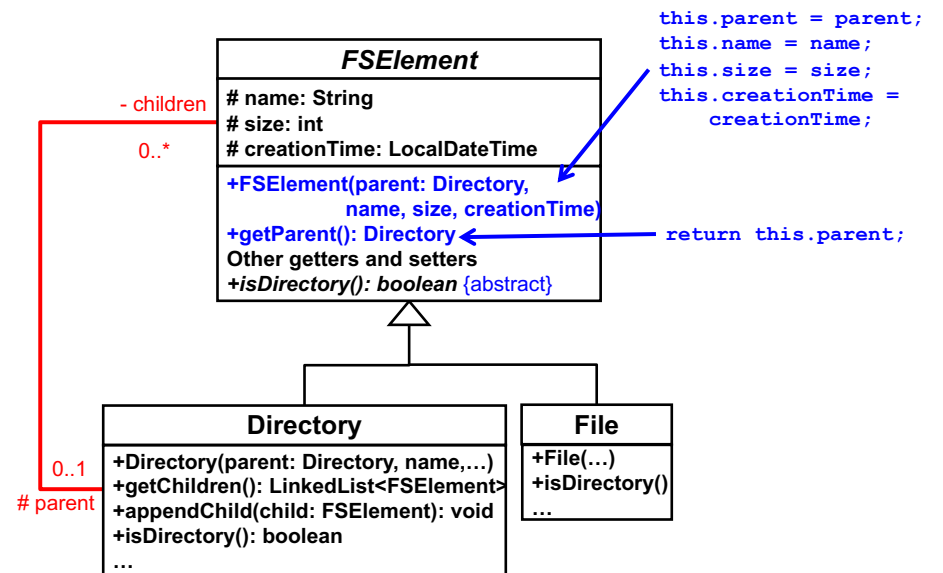 this.parent = parent;
this.name = name;
this.size = size;
this.creationTime =
creationTime;
FSElement
# name: String
# size: int
# creationTime: LocalDateTime
- children
0..*
+FSElement(parent: Directory,
name, size, creationTime)
+getParent(): Directory
return this.parent;
Other getters and setters
+isDirectory(): boolean {abstract}
Directory
+Directory(parent: Directory, name,…)
+getChildren(): LinkedList<FSElement>
+appendChild(child: FSElement): void
+isDirectory(): boolean
…
0..1
# parent
File
+File(…)
+isDirectory()
…